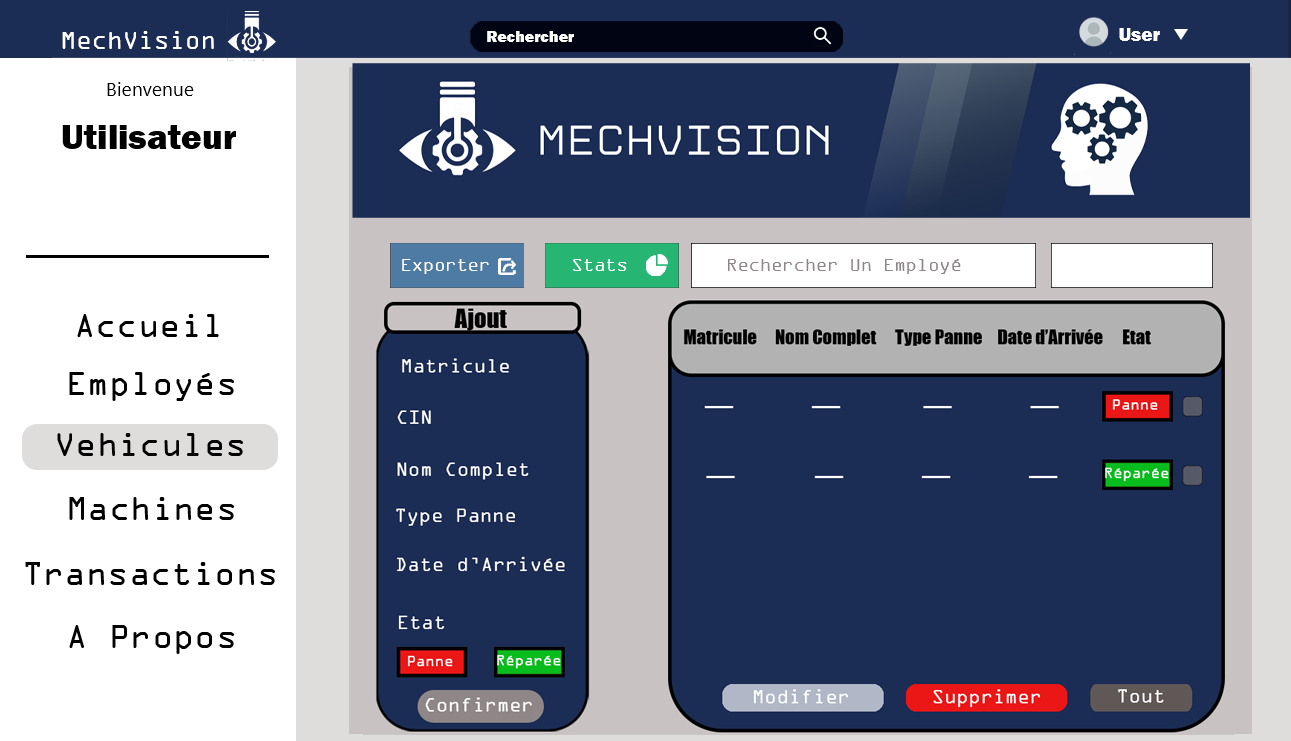 MechVision
Rechercher
User
Bienvenue
Utilisateur
Accueil
Employés
Vehicules
Machines
Transactions
A Propos
MECHVISION
Exporter
Stats
Rechercher Un Employé
Ajout
Matricule
CIN
Nom Complet
Type Panne
Date d'Arrivée
Etat
Panne Réparée
Confirmer
Matricule Nom Complet Type Panne Date d'Arrivée Etat
Panne
Réparée
Modifier Supprimer Tout